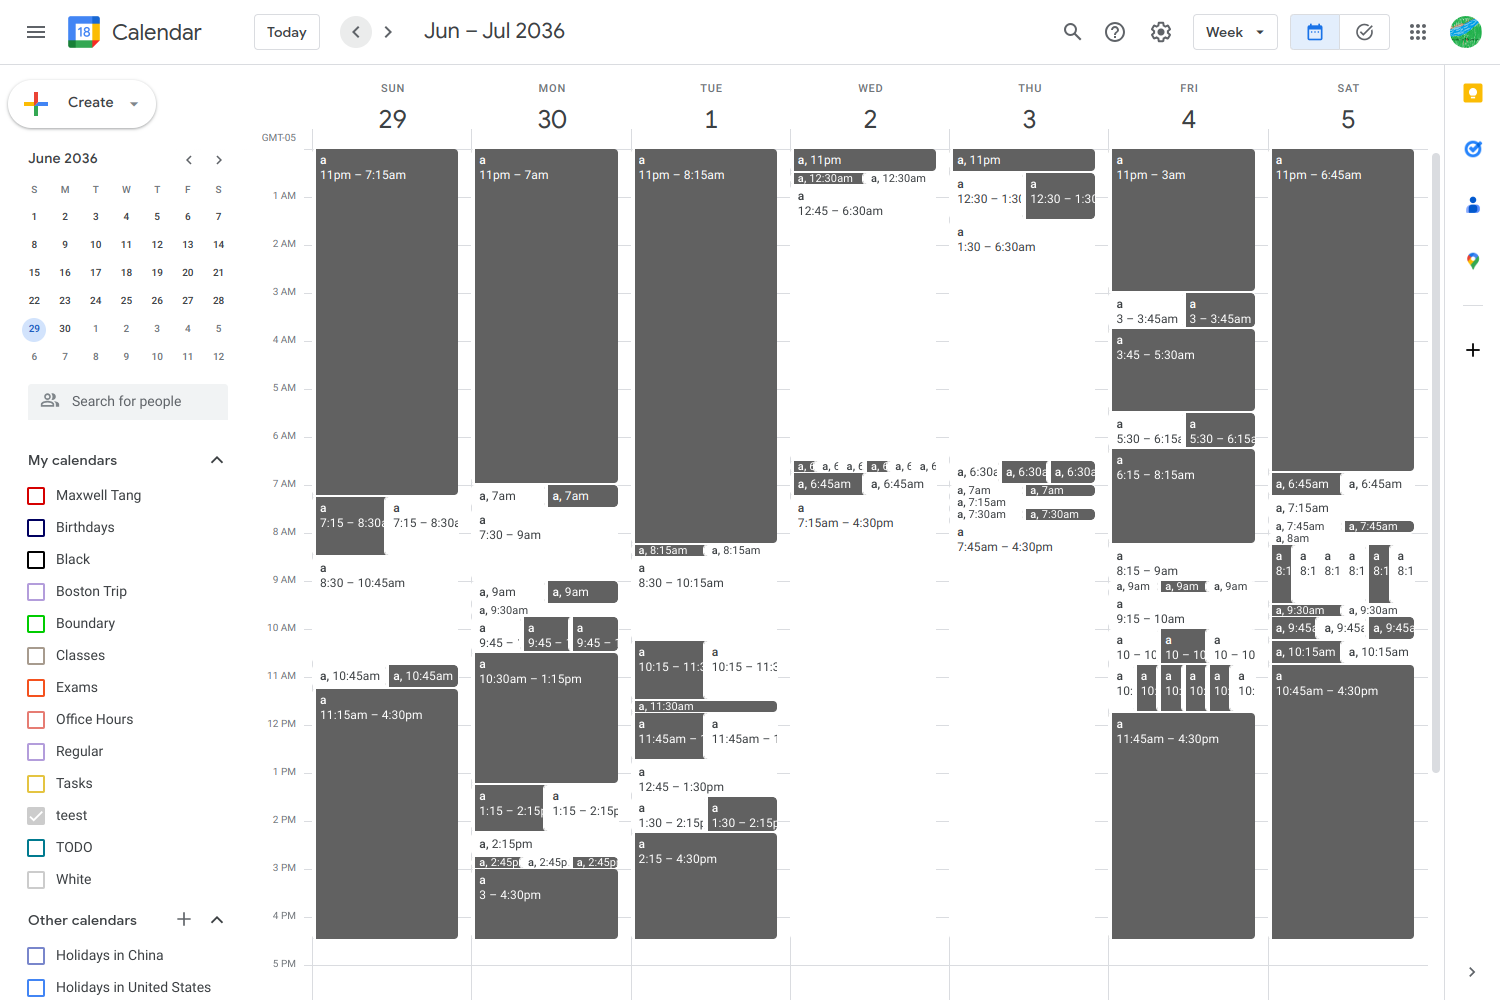 18 Calendar Today Jun – Jul 2036 Week
Create
June 2036
S M T W T F S
1 2 3 4 5 6 7
8 9 10 11 12 13 14
15 16 17 18 19 20 21
22 23 24 25 26 27 28
29 30 1 2 3 4 5
6 7 8 9 10 11 12
Search for people
My calendars
Maxwell Tang
Birthdays
Black
Boston Trip
Boundary
Classes
Exams
Office Hours
Regular
Tasks
teest
TODO
White
Other calendars
Holidays in China
Holidays in United States
GMT-05
1 AM
2 AM
3 AM
4 AM
5 AM
6 AM
7 AM
8 AM
9 AM
10 AM
11 AM
12 PM
1 PM
2 PM
3 PM
4 PM
5 PM
SUN
29
a
11pm – 7:15am
a
7:15 – 8:30a
a
7:15 – 8:30a
a
8:30 – 10:45am
a, 10:45am
a, 10:45am
a
11:15am – 4:30pm
MON
30
a
11pm – 7am
a, 7am
a, 7am
a
7:30 – 9am
a, 9am
a, 9am
a, 9:30am
a
9:45 –
a
9:45 –
a
9:45 – 1
a
10:30am – 1:15pm
a
1:15 – 2:15p
a
1:15 – 2:15p
a, 2:15pm
a, 2:45p
a, 2:45p
a, 2:45p
a
3 – 4:30pm
TUE
1
a
11pm – 8:15am
a, 8:15am
a, 8:15am
a
8:30 – 10:15am
a
10:15 – 11:3
a
10:15 – 11:3
a, 11:30am
a
11:45am – 1
a
11:45am – 1
a
12:45 – 1:30pm
a
1:30 – 2:15p
a
1:30 – 2:15p
a
2:15 – 4:30pm
WED
2
a, 11pm
a, 12:30am
a, 12:30am
a
12:45 – 6:30am
a, 6
a, 6
a, 6
a, 6
a, 6
a, 6
a, 6:45am
a, 6:45am
a
7:15am – 4:30pm
THU
3
a, 11pm
a
12:30 – 1:30
a
12:30 – 1:30
a
1:30 – 6:30am
a, 6:30a
a, 6:30a
a, 6:30a
a, 7am
a, 7am
a, 7:15am
a, 7:30am
a, 7:30am
a
7:45am – 4:30pm
FRI
4
a
11pm – 3am
a
3 – 3:45am
a
3 – 3:45am
a
3:45 – 5:30am
a
5:30 – 6:15a
a
5:30 – 6:15a
a
6:15 – 8:15am
a
8:15 – 9am
a, 9am
a, 9am
a, 9am
a
9:15 – 10am
a
10 – 10
a
10 – 10
a
10 – 10
a
10:
a
10:
a
10:
a
10:
a
10:
a
10:
a
11:45am – 4:30pm
SAT
5
a
11pm – 6:45am
a, 6:45am
a, 6:45am
a, 7:15am
a, 7:45am
a, 7:45am
a, 8am
a
8:1
a
8:1
a
8:1
a
8:1
a
8:1
a
8:1
a, 9:30am
a, 9:30am
a, 9:45a
a, 9:45a
a, 9:45a
a, 10:15am
a, 10:15am
a
10:45am – 4:30pm